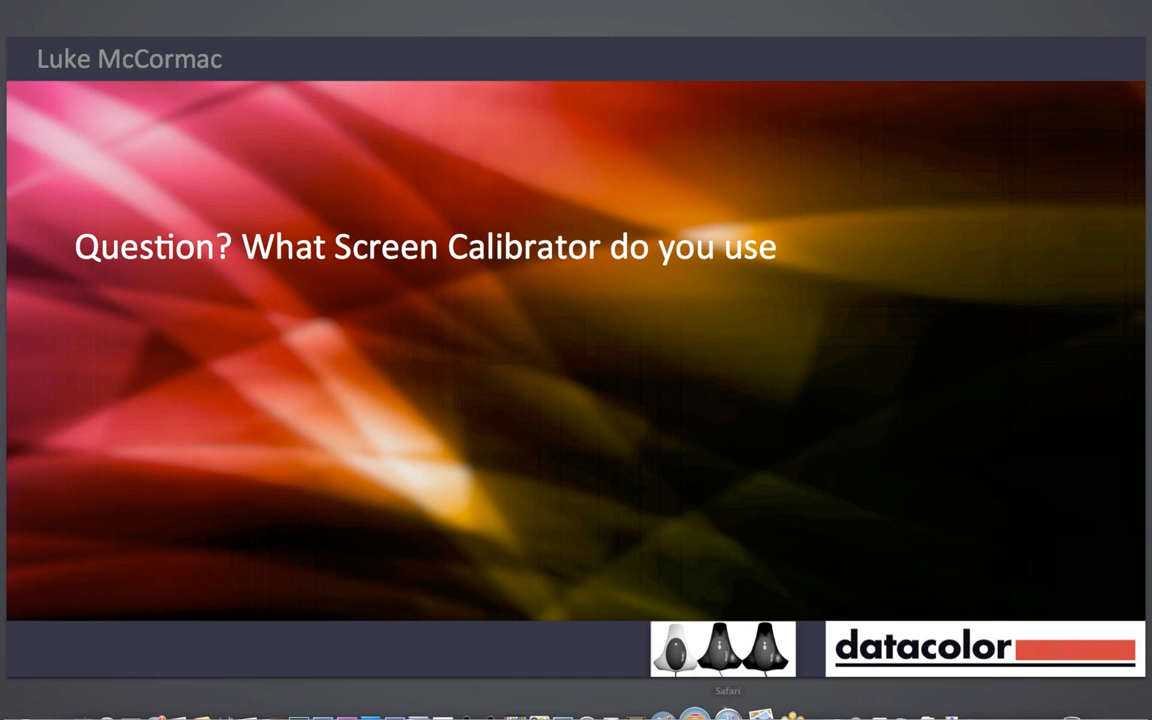 Luke McCormac
Question? What Screen Calibrator do you use
datacolor
Safari